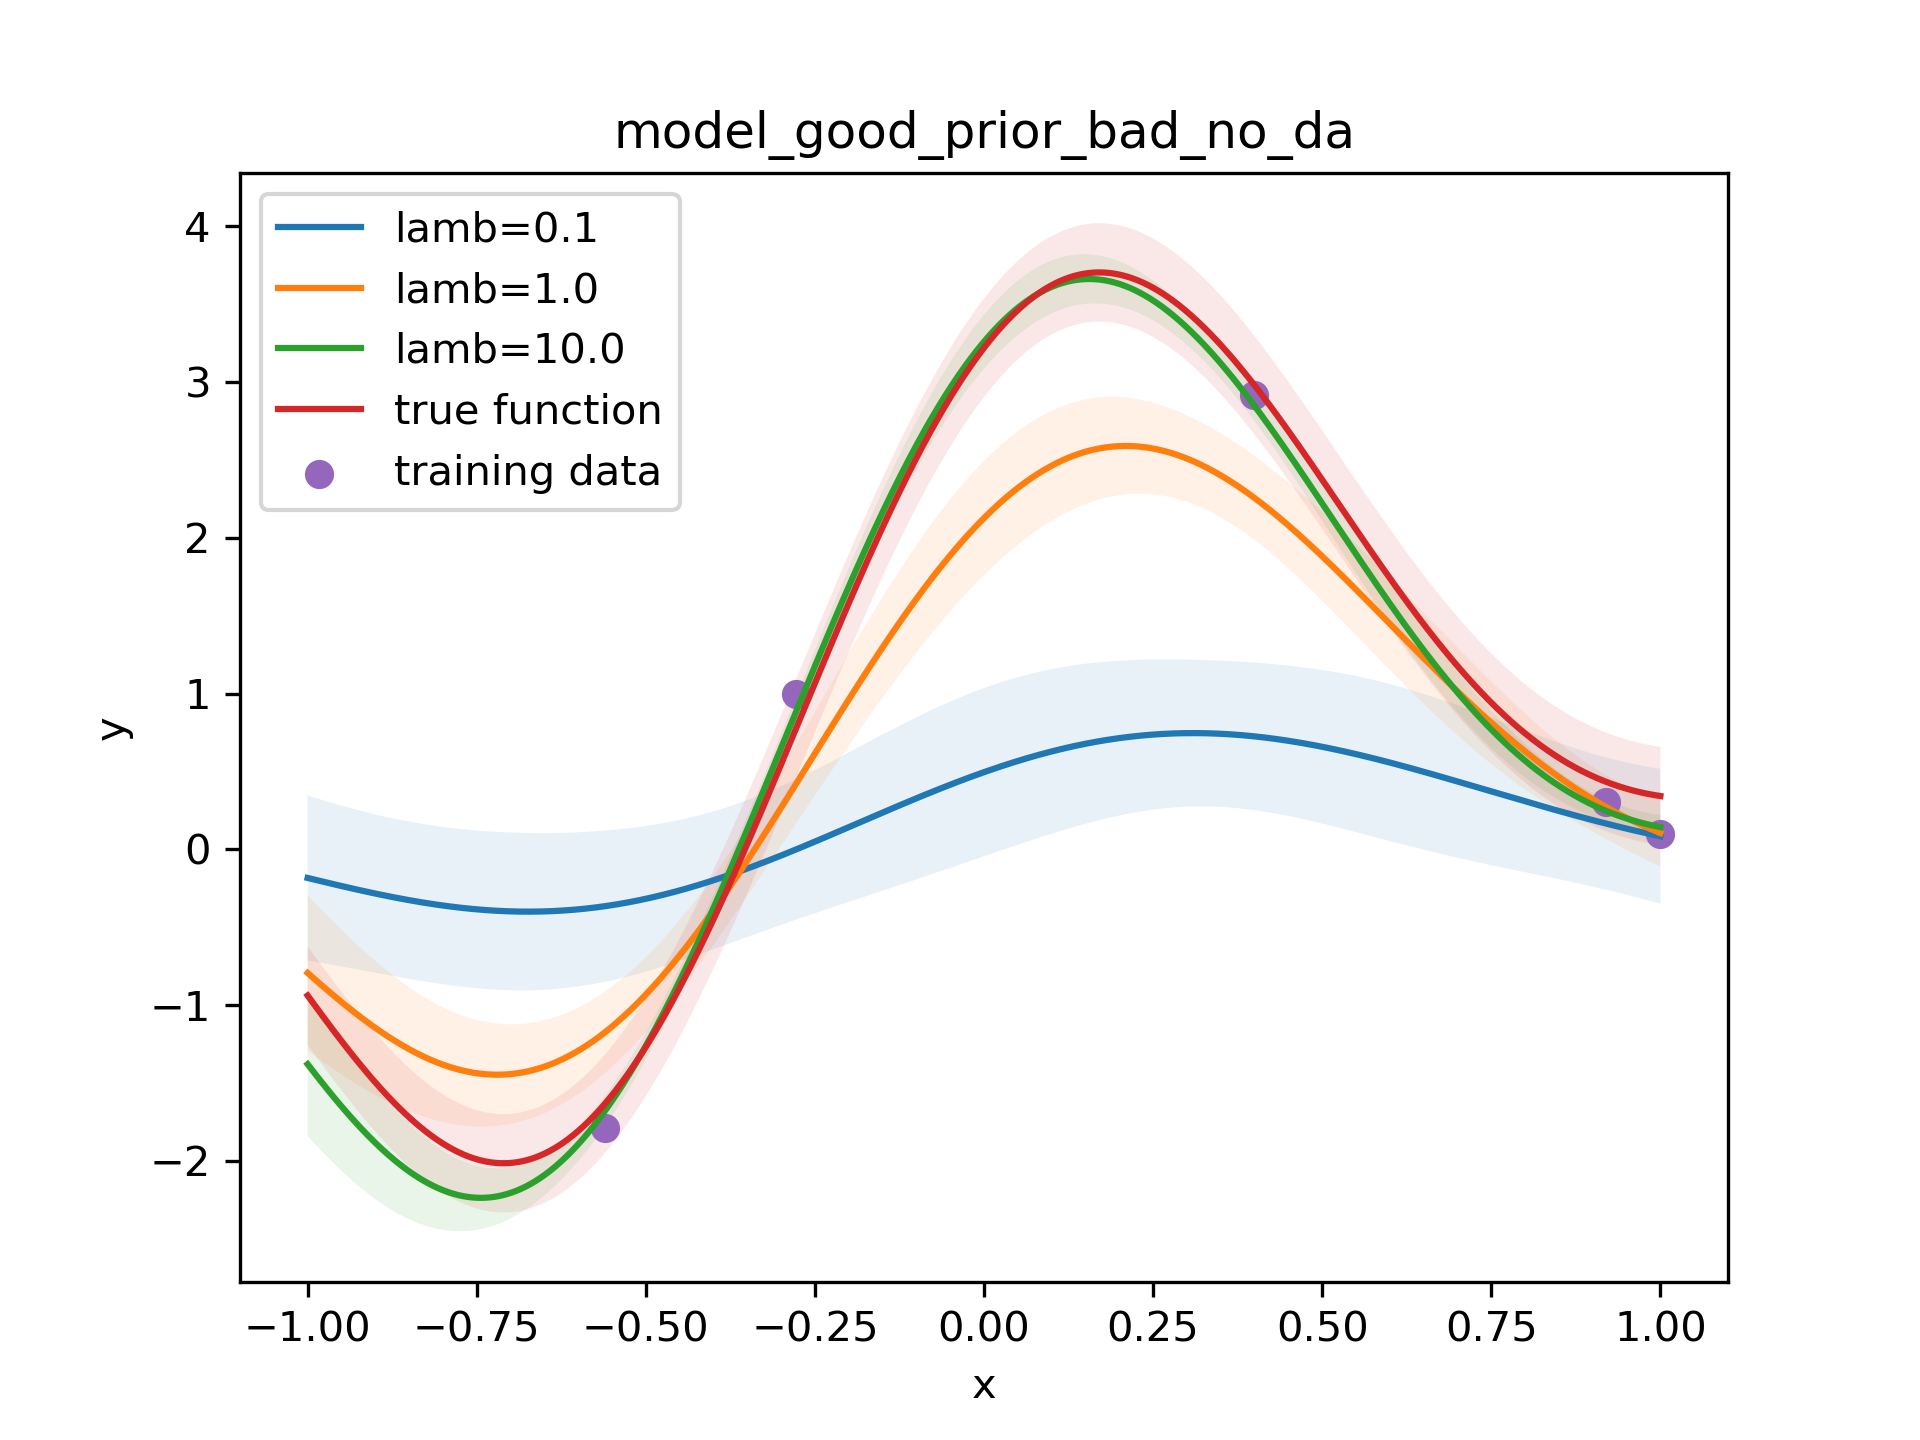 model_good_prior_bad_no_da
lamb=0.1
lamb=1.0
lamb=10.0
true function
training data
4
3
2
1
0
−1
−2
y
−1.00 −0.75 −0.50 −0.25 0.00 0.25 0.50 0.75 1.00
x